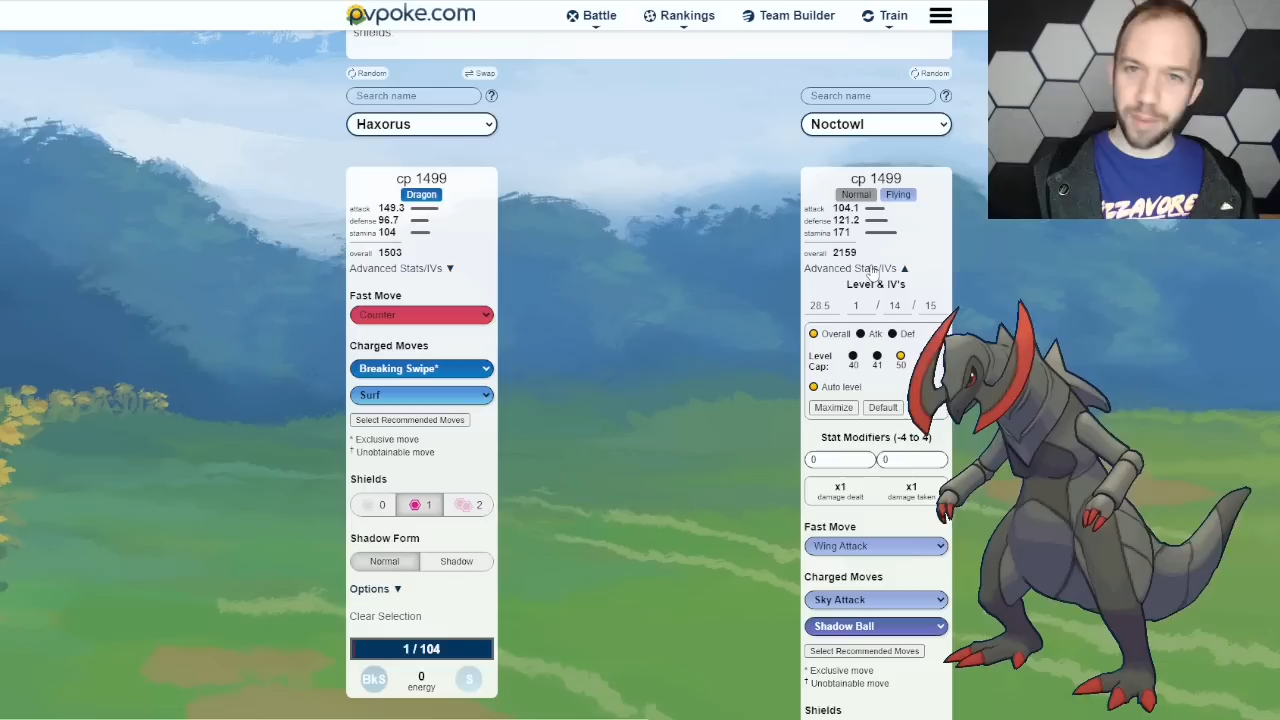 pvpoke.com
Battle
Rankings
Team Builder
Train
shields.
Random
Swap
Search name
?
Haxorus
cp 1499
Dragon
attack 149.3
defense 96.7
stamina 104
overall 1503
Advanced Stats/IVs ▼
Fast Move
Counter
Charged Moves
Breaking Swipe*
Surf
Select Recommended Moves
* Exclusive move
† Unobtainable move
Shields
0 1 2
Shadow Form
Normal Shadow
Options ▼
Clear Selection
1 / 104
BkS 0 S
energy
Random
Search name
?
Noctowl
cp 1499
Normal Flying
attack 104.1
defense 121.2
stamina 171
overall 2159
Advanced Stats/IVs ▲
Level & IV's
28.5 1 / 14 / 15
Overall Atk Def
Level Cap: 40 41 50
Auto level
Maximize Default
Stat Modifiers (-4 to 4)
0 0
x1 x1
damage dealt damage taken
Fast Move
Wing Attack
Charged Moves
Sky Attack
Shadow Ball
Select Recommended Moves
* Exclusive move
† Unobtainable move
Shields
ZZAVORE